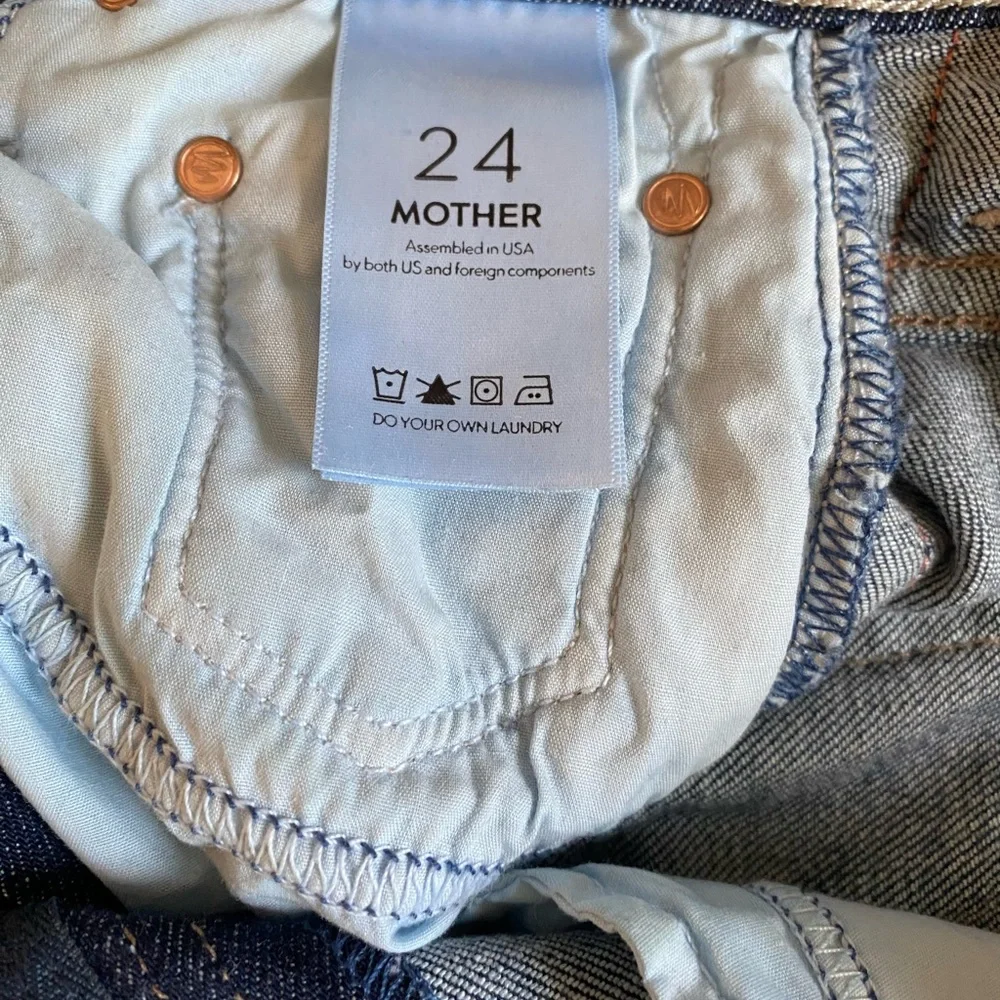 24
MOTHER
Assembled in USA
by both US and foreign components
DO YOUR OWN LAUNDRY